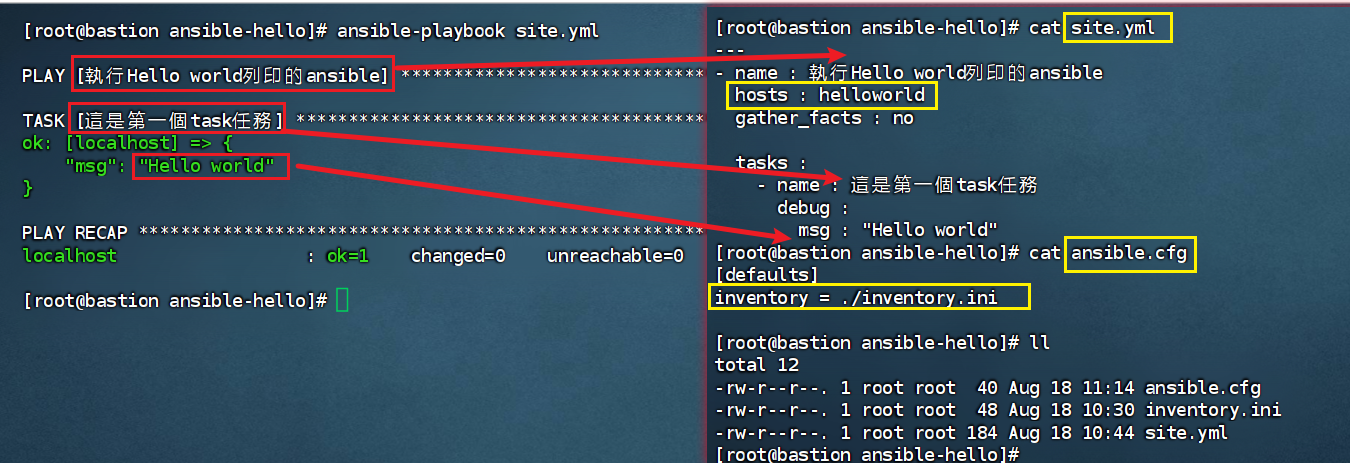 [root@bastion ansible-hello]# ansible-playbook site.yml
PLAY [執行Hello world列印的ansible] *****************************
TASK [這是第一個task任務] ***************************************
ok: [localhost] => {
    "msg": "Hello world"
}
PLAY RECAP ******************************************************
localhost                  : ok=1    changed=0    unreachable=0
[root@bastion ansible-hello]#
[root@bastion ansible-hello]# cat site.yml
---
- name : 執行Hello world列印的ansible
  hosts : helloworld
  gather_facts : no
  tasks :
    - name : 這是第一個task任務
      debug :
        msg : "Hello world"
[root@bastion ansible-hello]# cat ansible.cfg
[defaults]
inventory = ./inventory.ini
[root@bastion ansible-hello]# ll
total 12
-rw-r--r--. 1 root root  40 Aug 18 11:14 ansible.cfg
-rw-r--r--. 1 root root  48 Aug 18 10:30 inventory.ini
-rw-r--r--. 1 root root 184 Aug 18 10:44 site.yml
[root@bastion ansible-hello]#